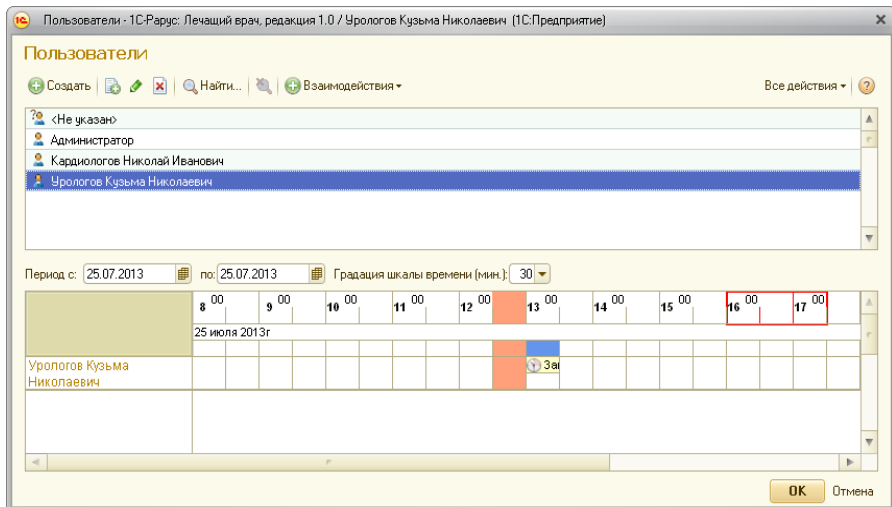 Пользователи - 1С-Рарус: Лечащий врач, редакция 1.0 / Урологов Кузьма Николаевич (1С:Предприятие)
Пользователи
Создать Найти... Взаимодействия Все действия ?
<Не указан>
Администратор
Кардиологов Николай Иванович
Урологов Кузьма Николаевич
Период с: 25.07.2013 по: 25.07.2013 Градация шкалы времени (мин.): 30
8 00 9 00 10 00 11 00 12 00 13 00 14 00 15 00 16 00 17 00
25 июля 2013г
Урологов Кузьма
Николаевич
ОК Отмена